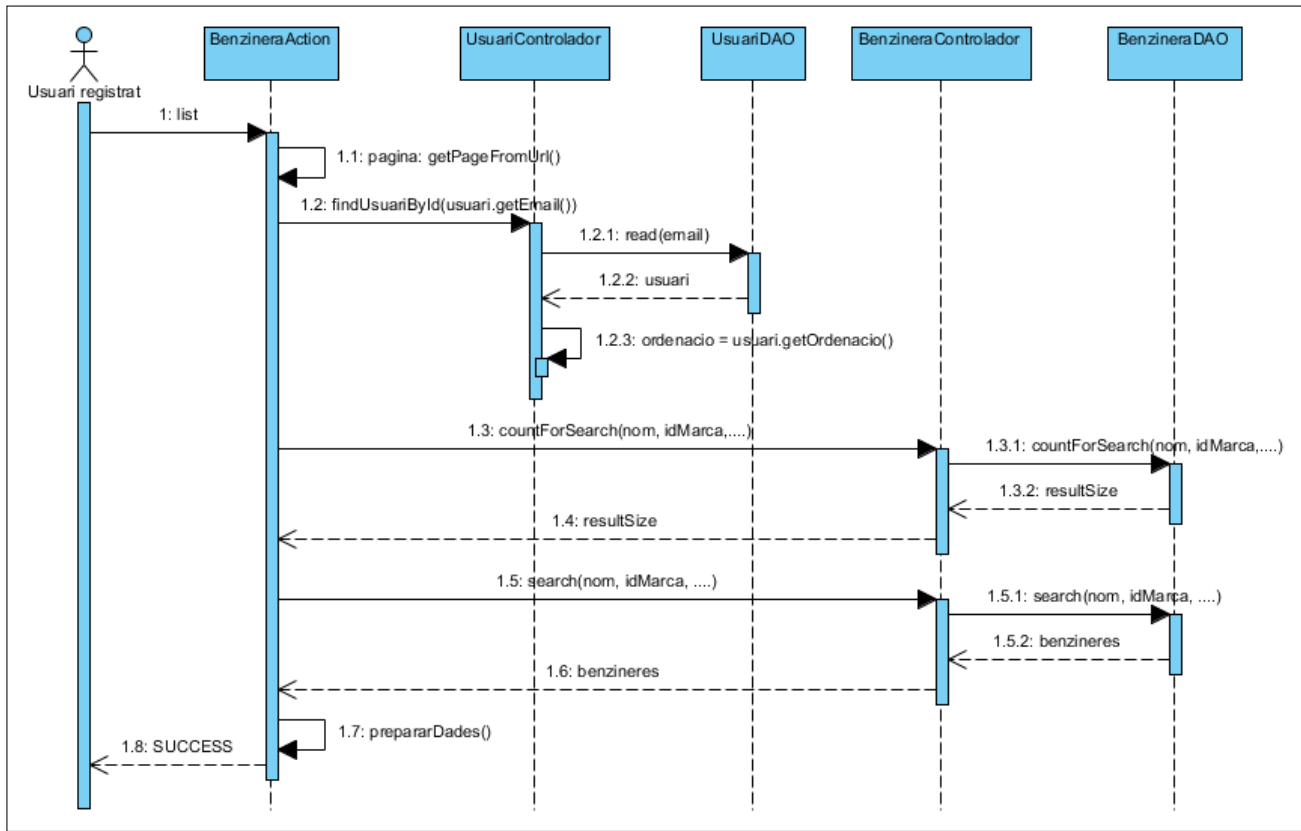 BenzineraAction
UsuariControlador
UsuariDAO
BenzineraControlador
BenzineraDAO
Usuari registrat
1: list
1.1: pagina: getPageFromUrl()
1.2: findUsuariById(usuari.getEmail())
1.2.1: read(email)
1.2.2: usuari
1.2.3: ordenacio = usuari.getOrdenacio()
1.3: countForSearch(nom, idMarca,....)
1.3.1: countForSearch(nom, idMarca,....)
1.3.2: resultSize
1.4: resultSize
1.5: search(nom, idMarca, ....)
1.5.1: search(nom, idMarca, ....)
1.5.2: benzineres
1.6: benzineres
1.7: prepararDades()
1.8: SUCCESS